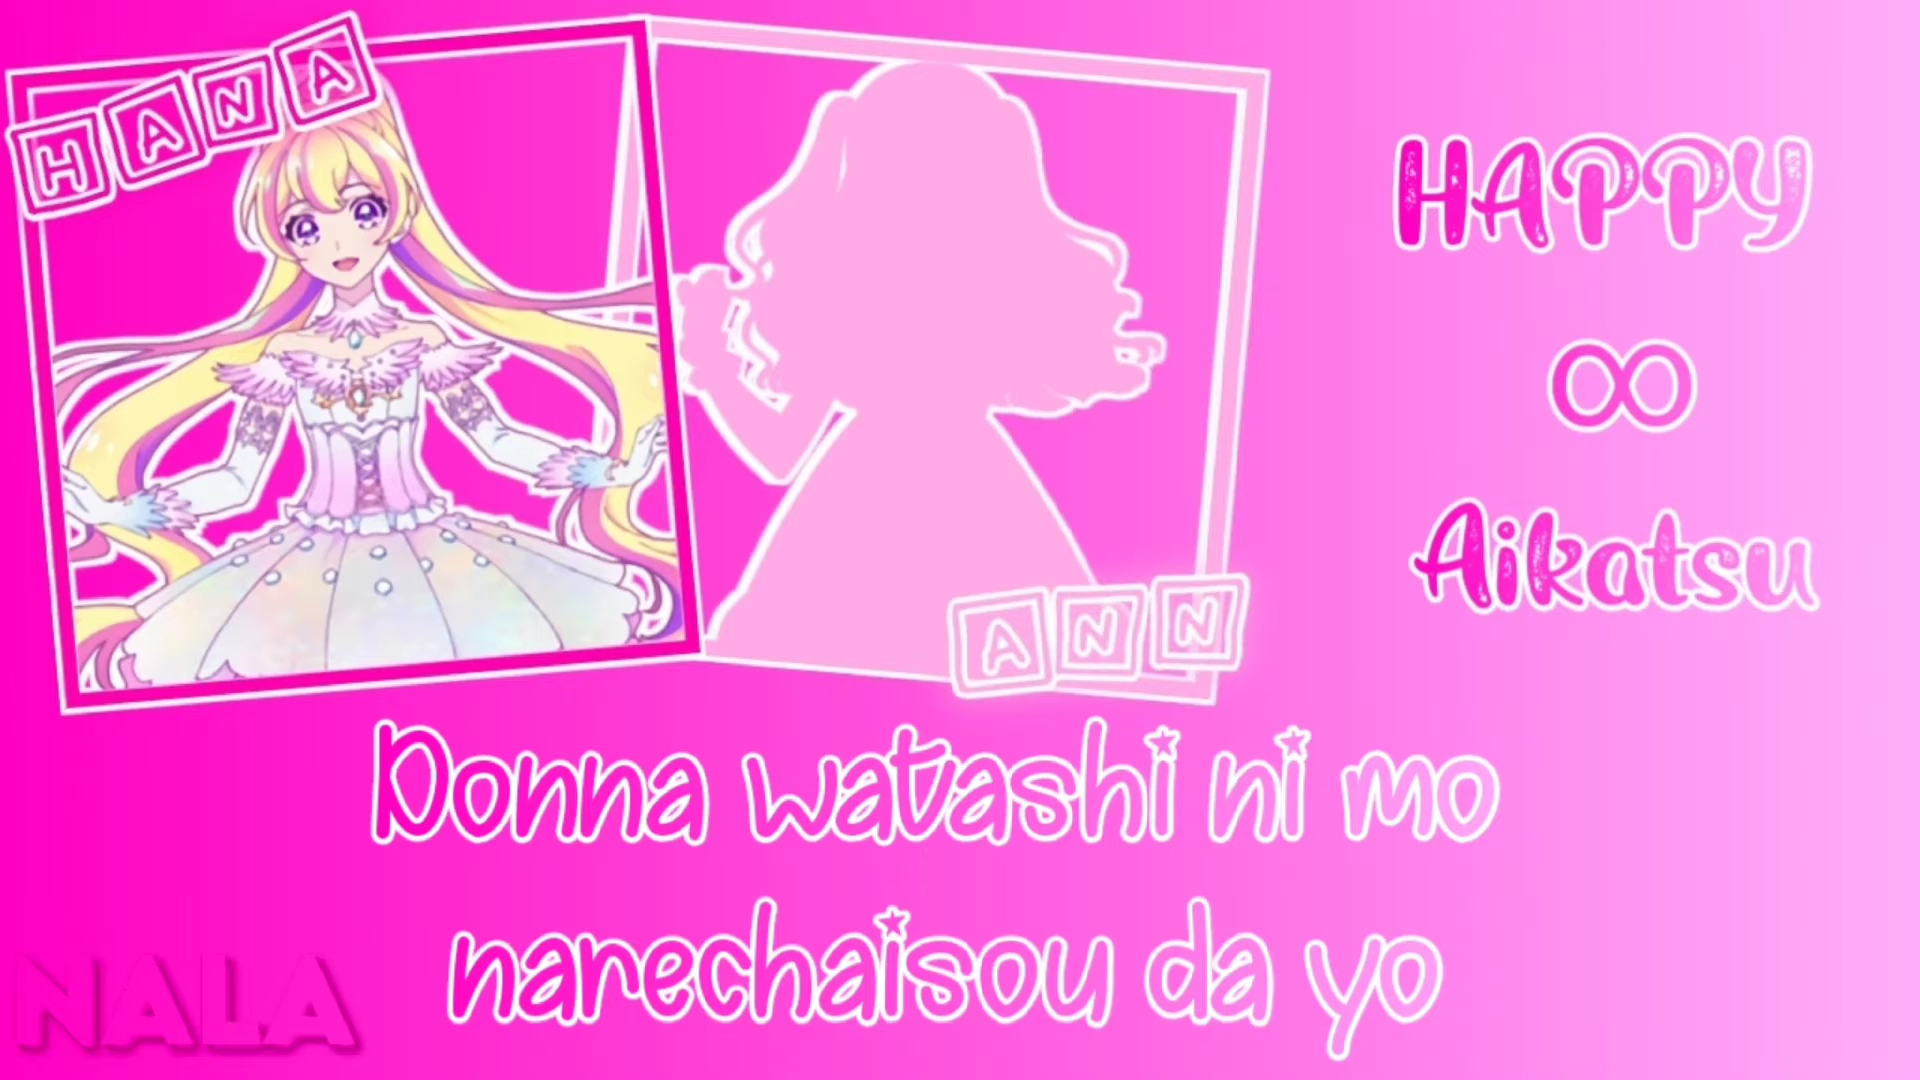 HANA
HAPPY
∞
Aikatsu
ANN
Donna watashi ni mo
narechaisou da yo
NALA